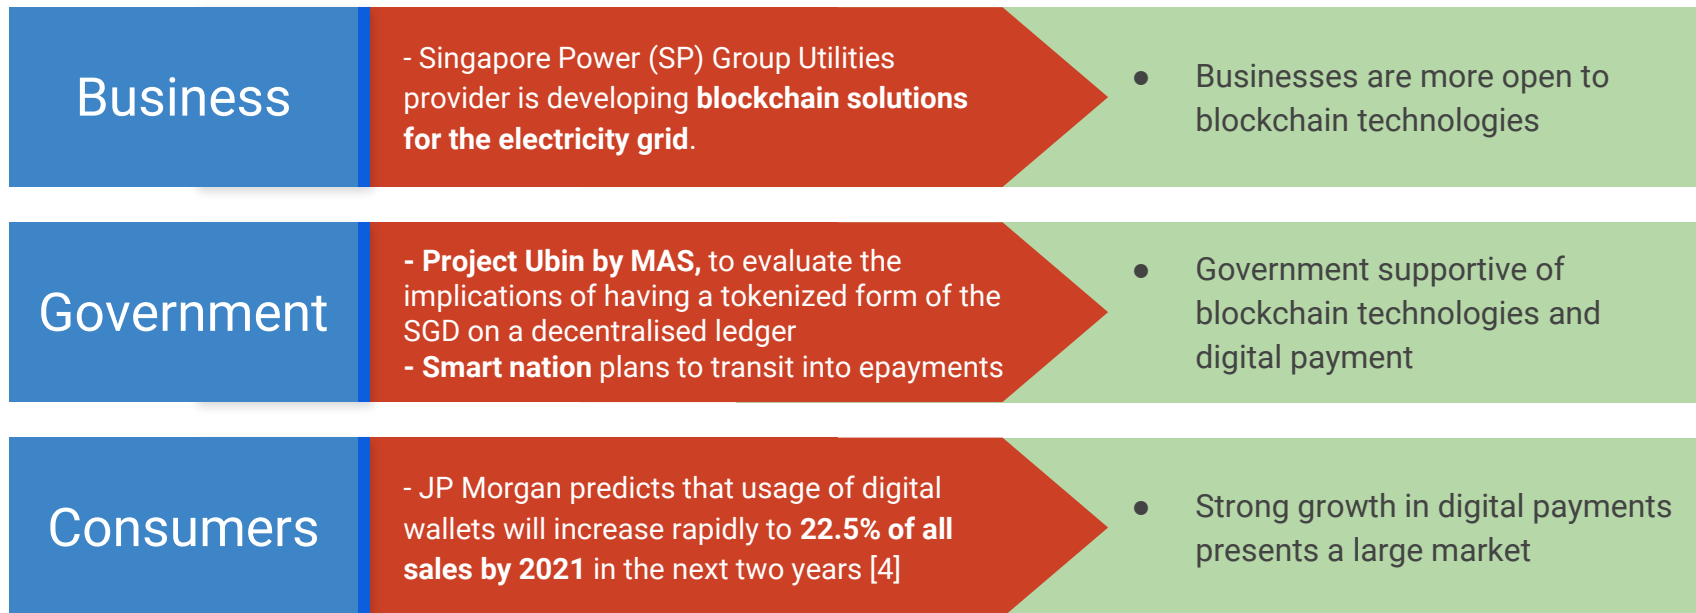 Business
- Singapore Power (SP) Group Utilities
provider is developing blockchain solutions
for the electricity grid.
● Businesses are more open to
blockchain technologies
Government
- Project Ubin by MAS, to evaluate the
implications of having a tokenized form of the
SGD on a decentralised ledger
- Smart nation plans to transit into epayments
● Government supportive of
blockchain technologies and
digital payment
Consumers
- JP Morgan predicts that usage of digital
wallets will increase rapidly to 22.5% of all
sales by 2021 in the next two years [4]
● Strong growth in digital payments
presents a large market